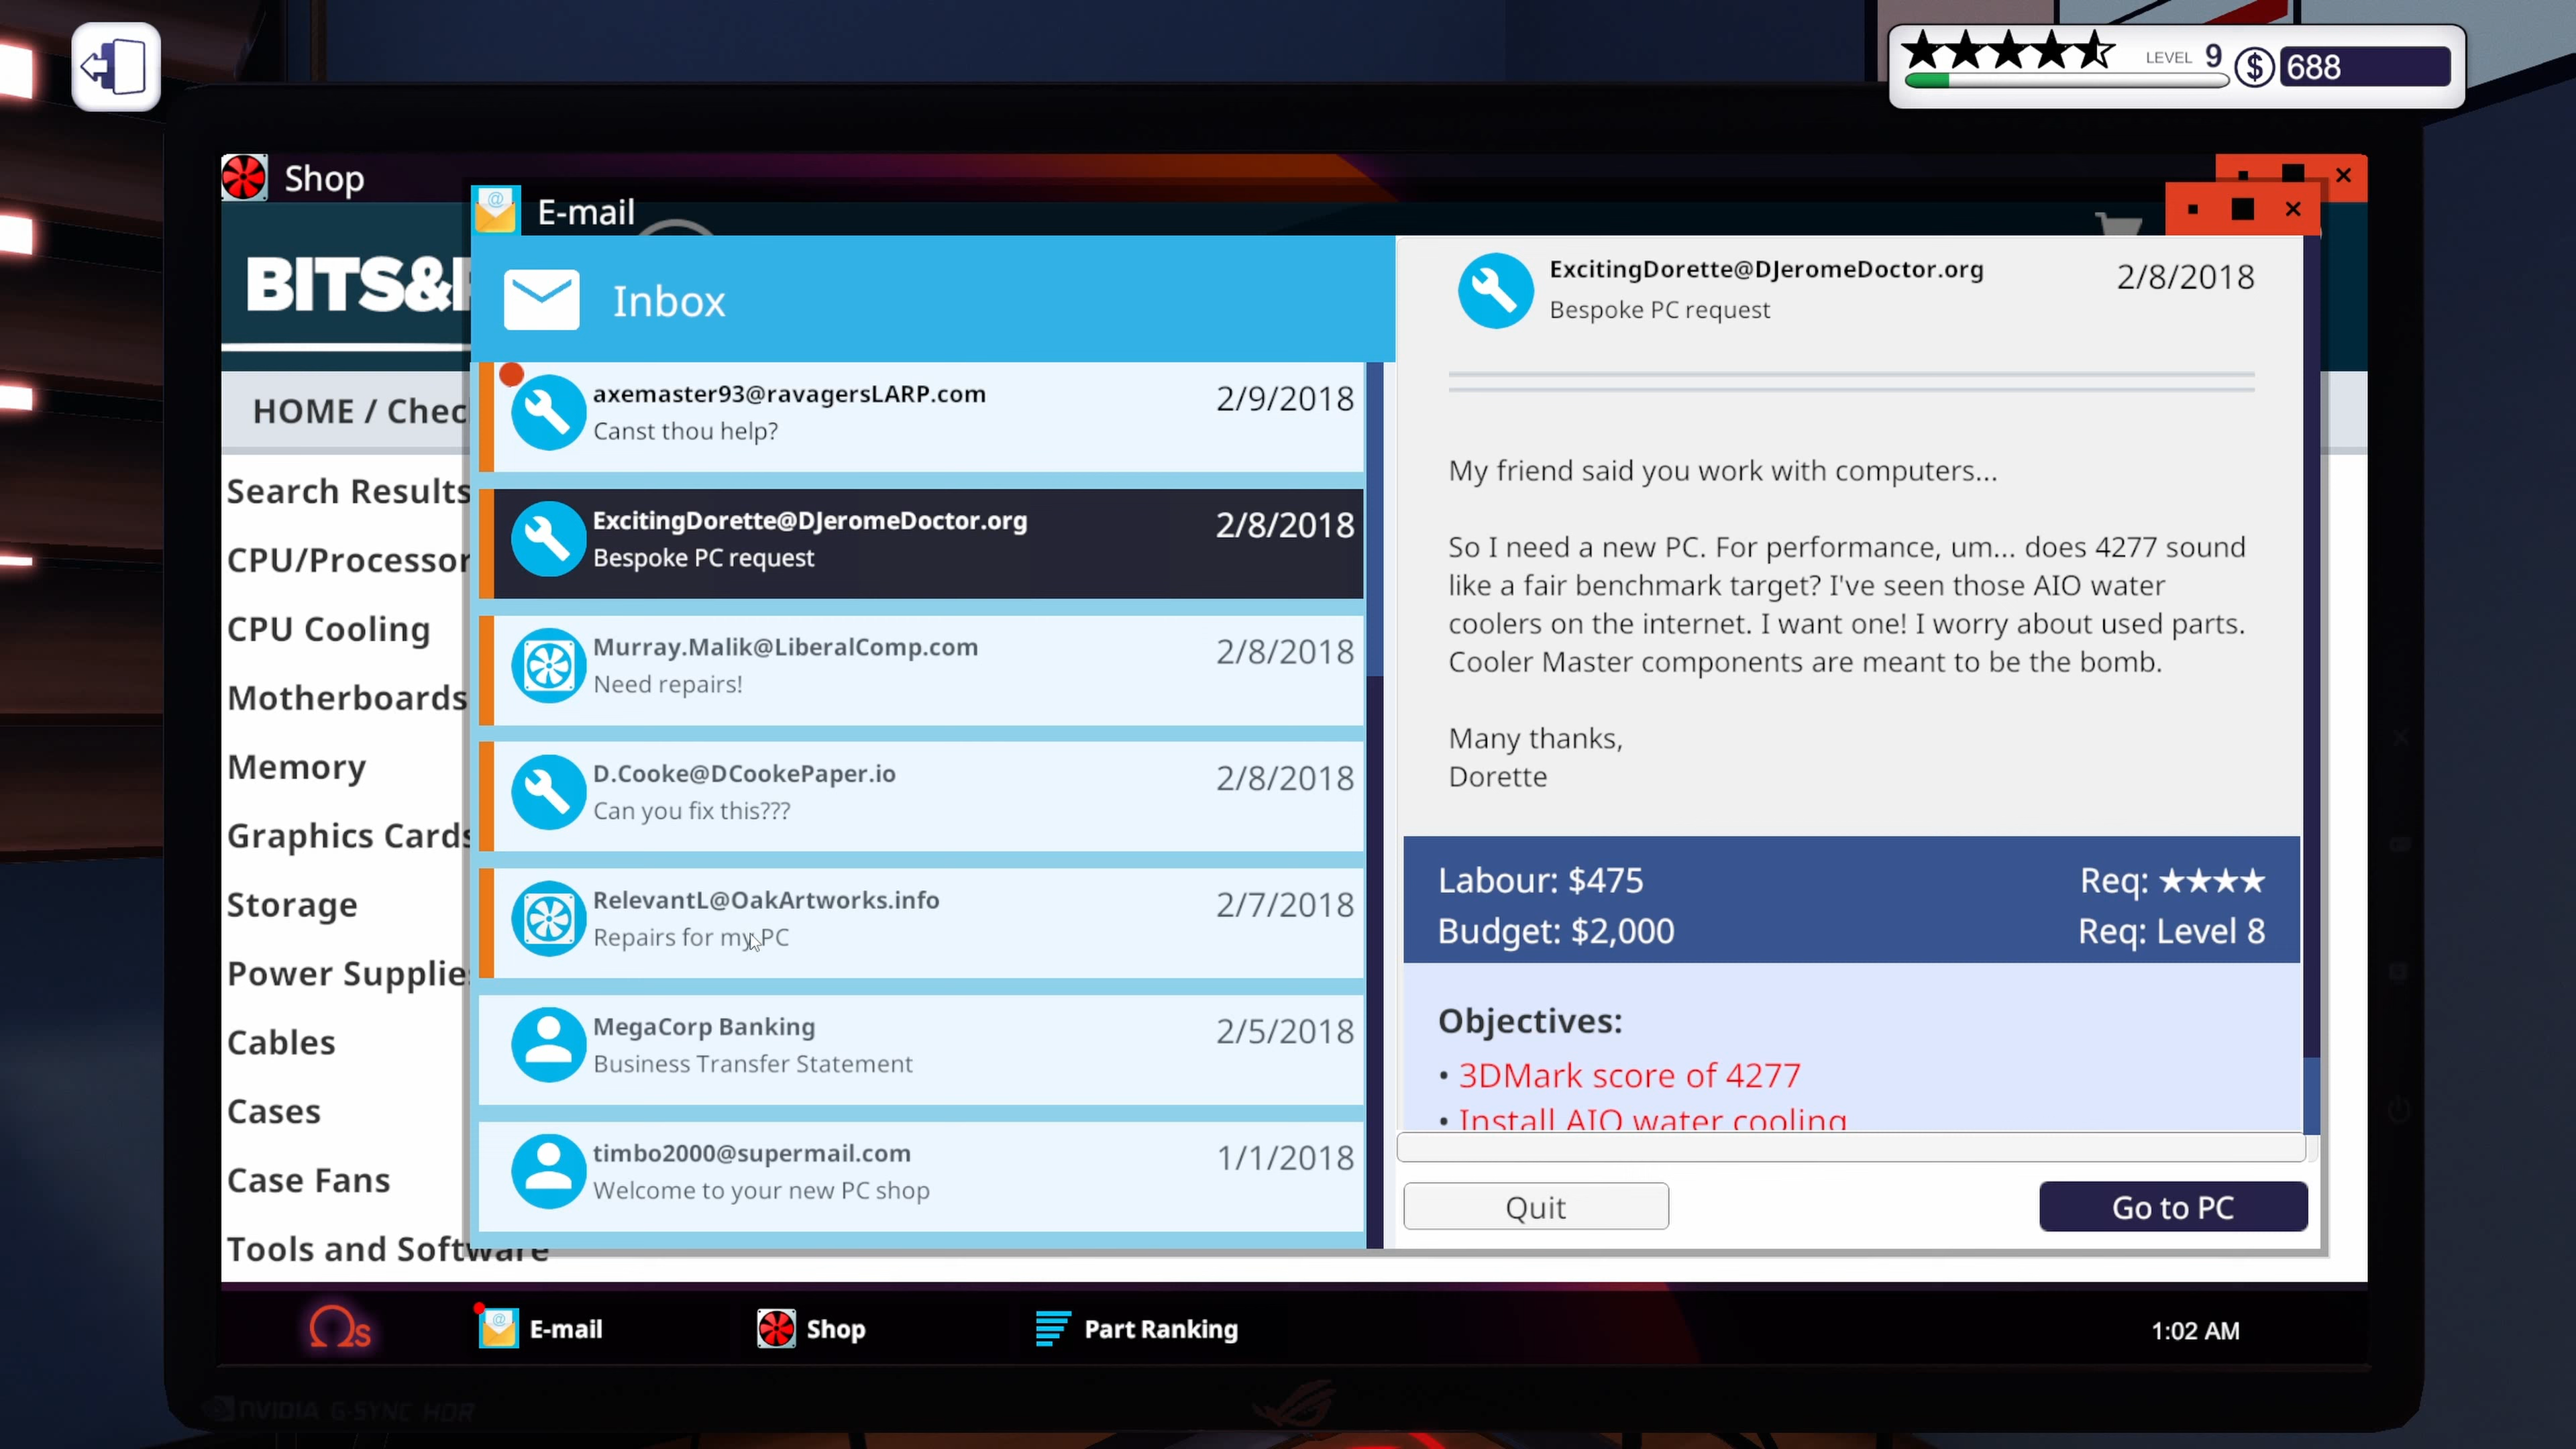 LEVEL 9
$ 688
Shop
E-mail
BITS&
Inbox
HOME / Chec
Search Results
CPU/Processor
CPU Cooling
Motherboards
Memory
Graphics Cards
Storage
Power Supplies
Cables
Cases
Case Fans
Tools and Software
axemaster93@ravagersLARP.com
2/9/2018
Canst thou help?
ExcitingDorette@DJeromeDoctor.org
2/8/2018
Bespoke PC request
Murray.Malik@LiberalComp.com
2/8/2018
Need repairs!
D.Cooke@DCookePaper.io
2/8/2018
Can you fix this???
RelevantL@OakArtworks.info
2/7/2018
Repairs for my PC
MegaCorp Banking
2/5/2018
Business Transfer Statement
timbo2000@supermail.com
1/1/2018
Welcome to your new PC shop
ExcitingDorette@DJeromeDoctor.org
2/8/2018
Bespoke PC request
My friend said you work with computers...
So I need a new PC. For performance, um... does 4277 sound
like a fair benchmark target? I've seen those AIO water
coolers on the internet. I want one! I worry about used parts.
Cooler Master components are meant to be the bomb.
Many thanks,
Dorette
Labour: $475
Req: ★★★★
Budget: $2,000
Req: Level 8
Objectives:
• 3DMark score of 4277
• Install AIO water cooling
Quit
Go to PC
Ωs
E-mail
Shop
Part Ranking
1:02 AM
NVIDIA G-SYNC HDR